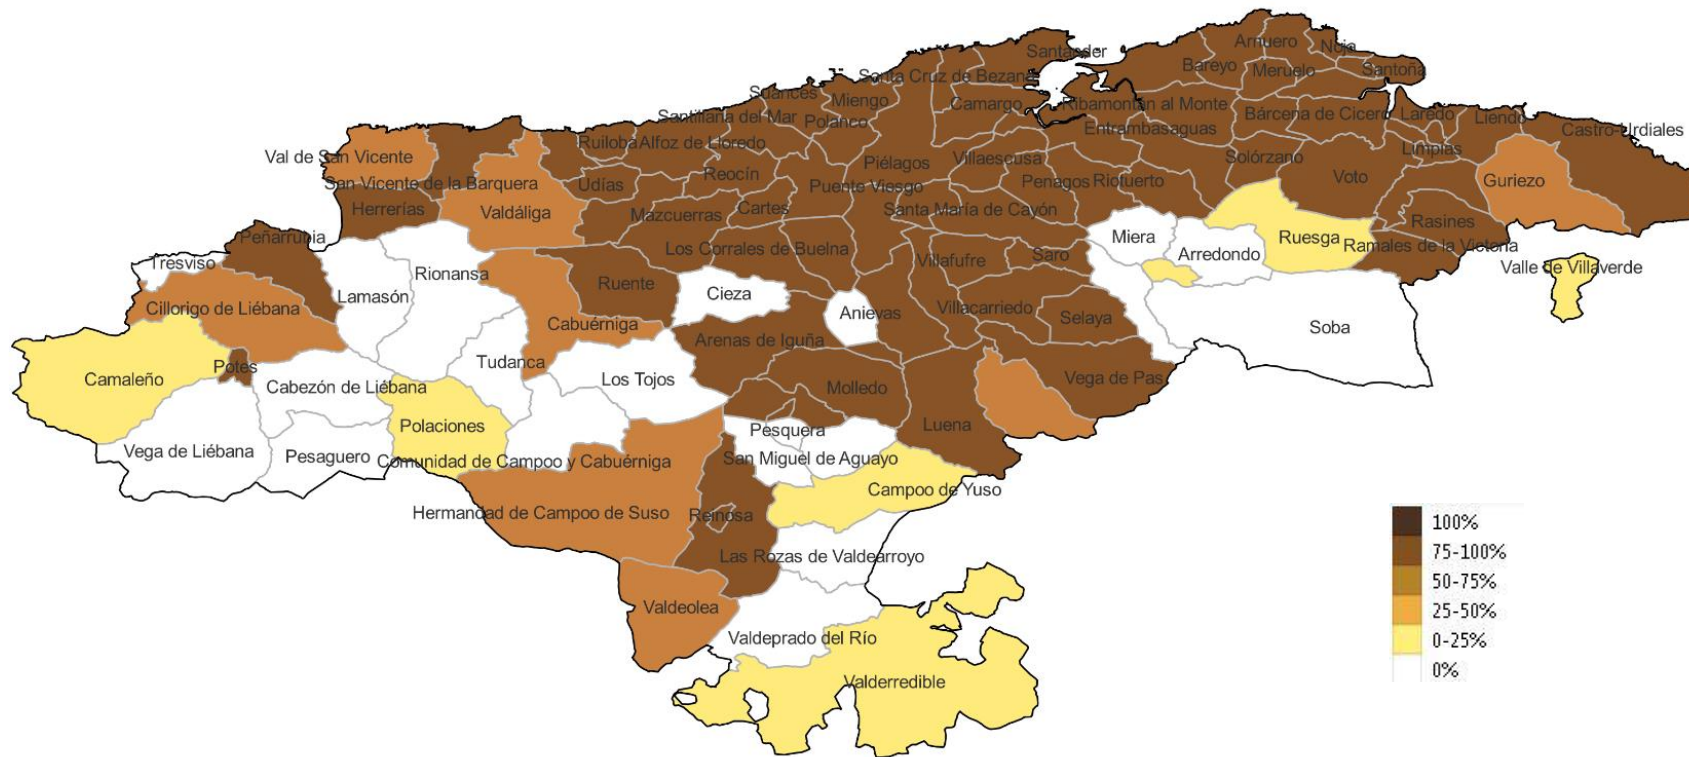 Santander
Arnuero
Noja
Bareyo
Meruelo
Santoña
Santa Cruz de Bezana
Suances
Miengo
Camargo
Ribamontán al Monte
Santillana del Mar
Polanco
Entrambasaguas
Bárcena de Cicero
Laredo
Liendo
Castro-Urdiales
Val de San Vicente
Ruiloba
Alfoz de Lloredo
Piélagos
Villaescusa
Solórzano
Limpias
San Vicente de la Barquera
Udías
Reocín
Puente Viesgo
Penagos
Riotuerto
Voto
Guriezo
Herrerías
Valdáliga
Mazcuerras
Cartes
Santa María de Cayón
Rasines
Peñarrubia
Los Corrales de Buelna
Miera
Arredondo
Ruesga
Ramales de la Victoria
Tresviso
Rionansa
Villafufre
Saro
Valle de Villaverde
Lamasón
Ruente
Cieza
Cillorigo de Liébana
Cabuérniga
Anievas
Villacarriedo
Selaya
Soba
Arenas de Iguña
Camaleño
Potes
Tudanca
Cabezón de Liébana
Los Tojos
Molledo
Vega de Pas
Polaciones
Luena
Pesquera
Vega de Liébana
Pesaguero
Comunidad de Campoo y Cabuérniga
San Miguel de Aguayo
Campoo de Yuso
Hermandad de Campoo de Suso
Reinosa
Las Rozas de Valdearroyo
Valdeolea
Valdeprado del Río
Valderredible
100%
75-100%
50-75%
25-50%
0-25%
0%